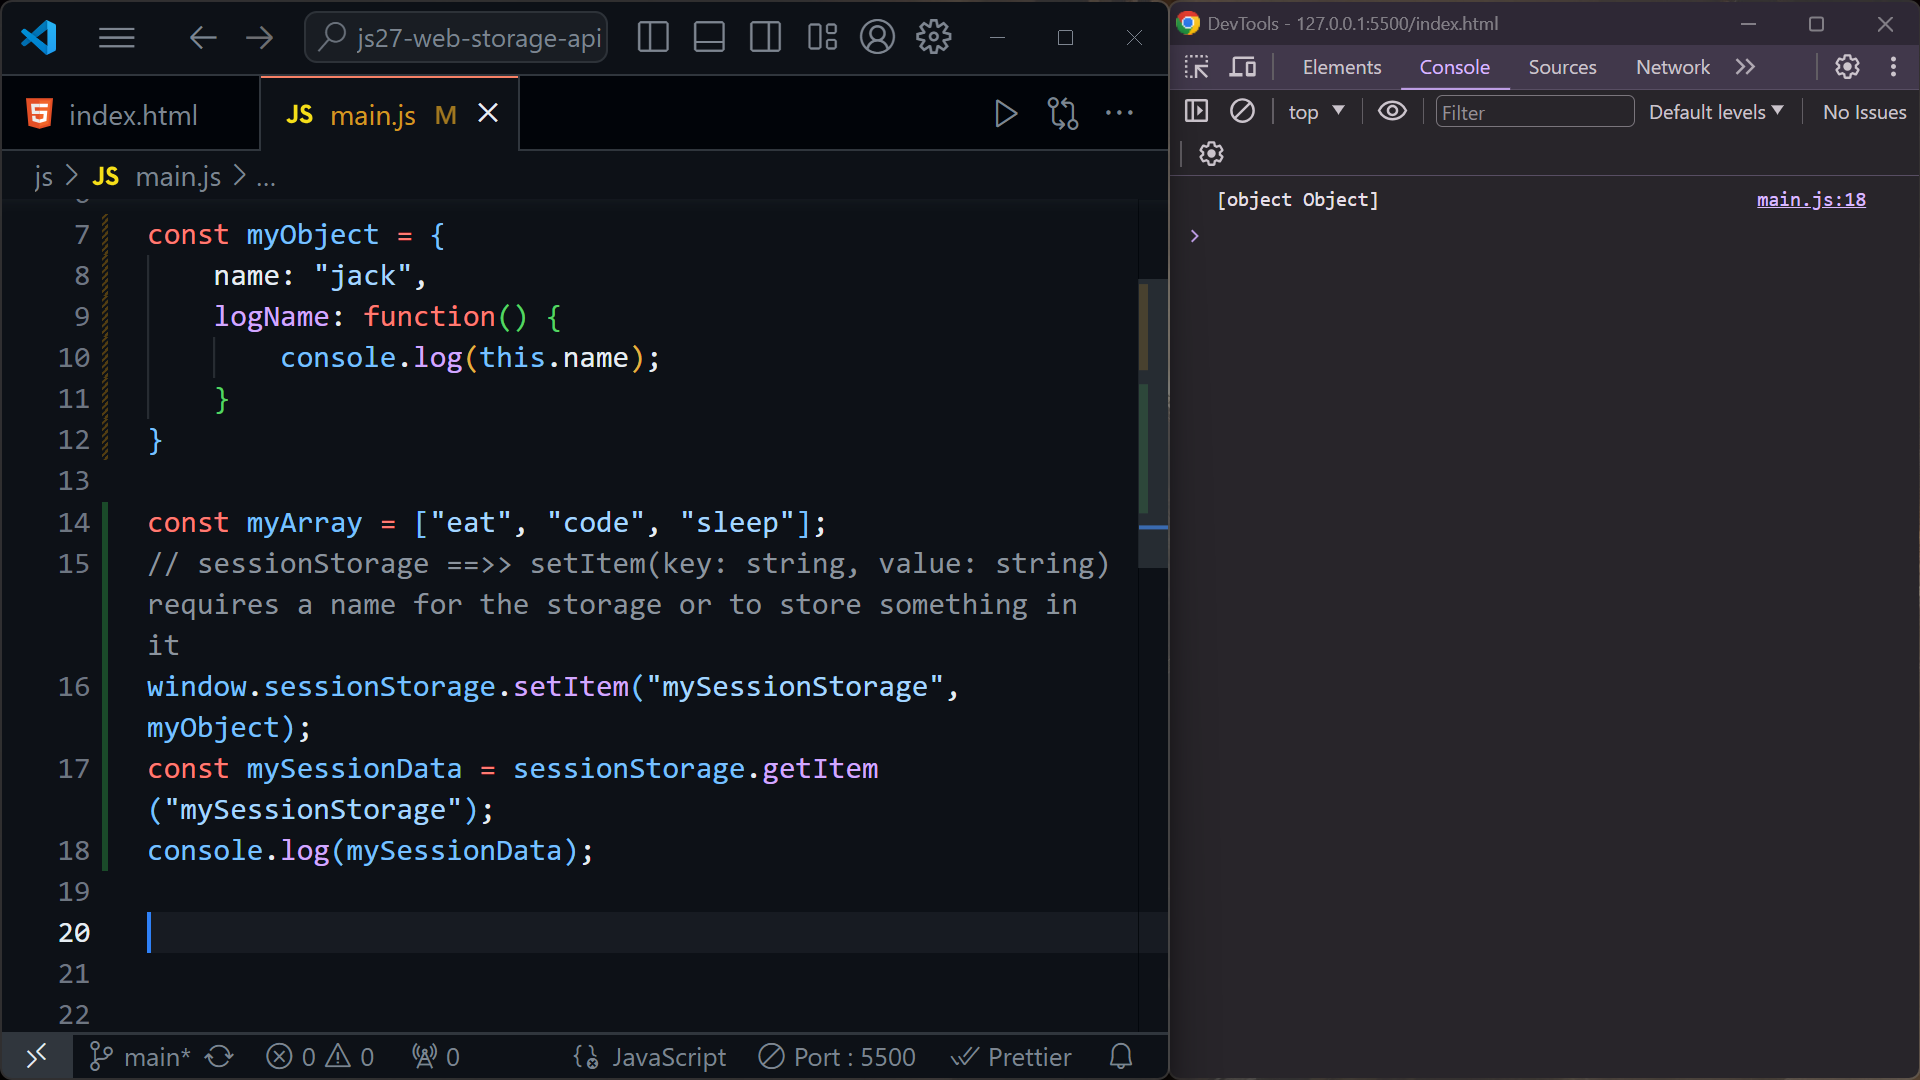 js27-web-storage-api
index.html
JS main.js M
js > JS main.js > ...
7 const myObject = {
8 name: "jack",
9 logName: function() {
10 console.log(this.name);
11 }
12 }
13
14 const myArray = ["eat", "code", "sleep"];
15 // sessionStorage ==>> setItem(key: string, value: string)
requires a name for the storage or to store something in
it
16 window.sessionStorage.setItem("mySessionStorage",
myObject);
17 const mySessionData = sessionStorage.getItem
("mySessionStorage");
18 console.log(mySessionData);
19
20
21
22
main* 0 0 0 JavaScript Port : 5500 Prettier
DevTools - 127.0.0.1:5500/index.html
Elements Console Sources Network
top Filter Default levels No Issues
[object Object] main.js:18